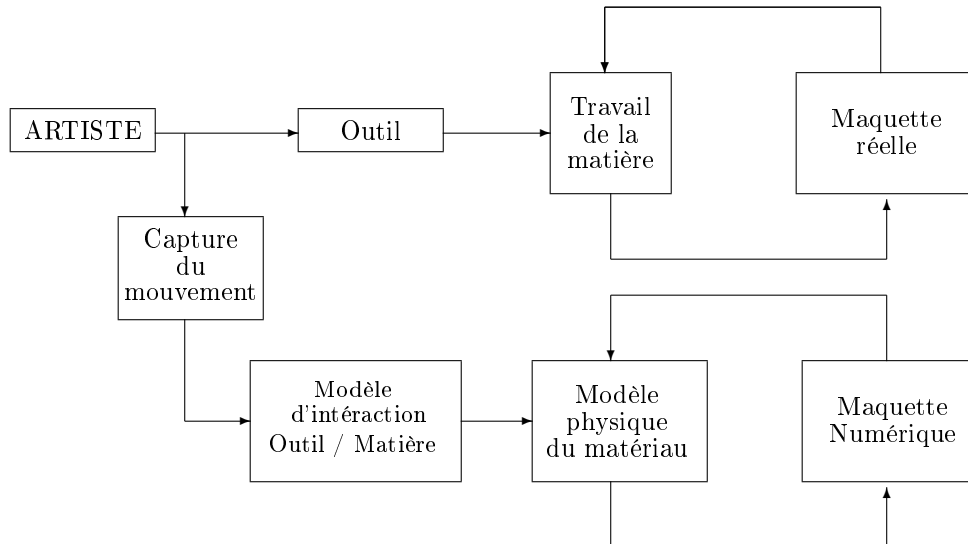 ARTISTE
Outil
Travail
de la
matière
Maquette
réelle
Capture
du
mouvement
Modèle
d'intéraction
Outil / Matière
Modèle
physique
du matériau
Maquette
Numérique